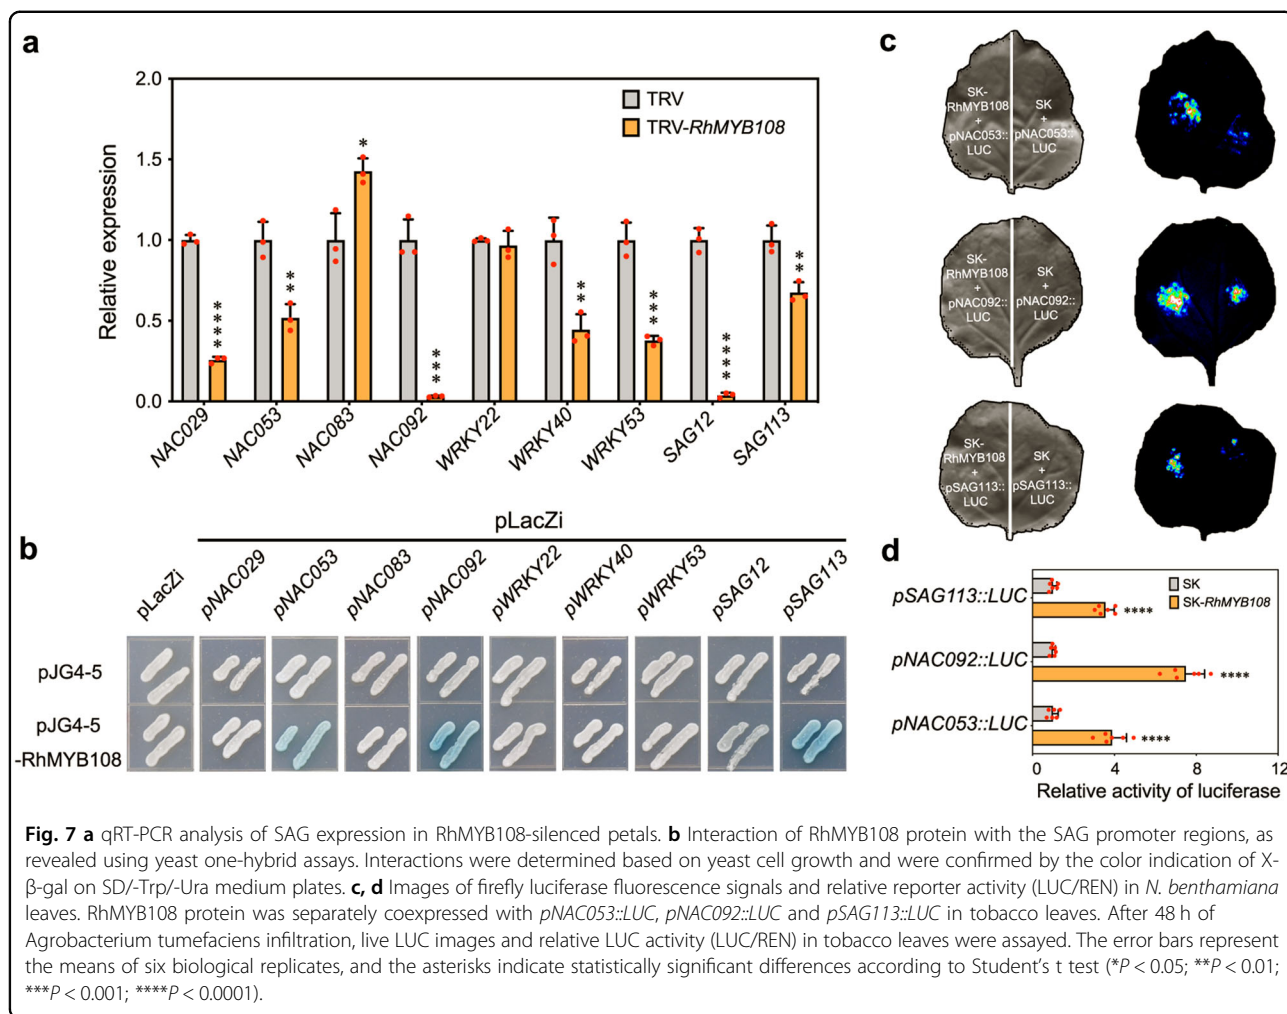 a
2.0
1.5
1.0
0.5
0.0
Relative expression
TRV
TRV-RhMYB108
****
**
*
***
**
***
****
**
NAC029
NAC053
NAC083
NAC092
WRKY22
WRKY40
WRKY53
SAG12
SAG113
b
pLacZi
pLacZi
pNAC029
pNAC053
pNAC083
pNAC092
pWRKY22
pWRKY40
pWRKY53
pSAG12
pSAG113
pJG4-5
pJG4-5
-RhMYB108
c
SK-
RhMYB108
+
pNAC053::
LUC
SK
+
pNAC053::
LUC
SK-
RhMYB108
+
pNAC092::
LUC
SK
+
pNAC092::
LUC
SK-
RhMYB108
+
pSAG113::
LUC
SK
+
pSAG113::
LUC
d
SK
SK-RhMYB108
pSAG113::LUC
****
pNAC092::LUC
****
pNAC053::LUC
****
0
4
8
12
Relative activity of luciferase
Fig. 7 a qRT-PCR analysis of SAG expression in RhMYB108-silenced petals. b Interaction of RhMYB108 protein with the SAG promoter regions, as
revealed using yeast one-hybrid assays. Interactions were determined based on yeast cell growth and were confirmed by the color indication of X-
β-gal on SD/-Trp/-Ura medium plates. c, d Images of firefly luciferase fluorescence signals and relative reporter activity (LUC/REN) in N. benthamiana
leaves. RhMYB108 protein was separately coexpressed with pNAC053::LUC, pNAC092::LUC and pSAG113::LUC in tobacco leaves. After 48 h of
Agrobacterium tumefaciens infiltration, live LUC images and relative LUC activity (LUC/REN) in tobacco leaves were assayed. The error bars represent
the means of six biological replicates, and the asterisks indicate statistically significant differences according to Student's t test (*P < 0.05; **P < 0.01;
***P < 0.001; ****P < 0.0001).